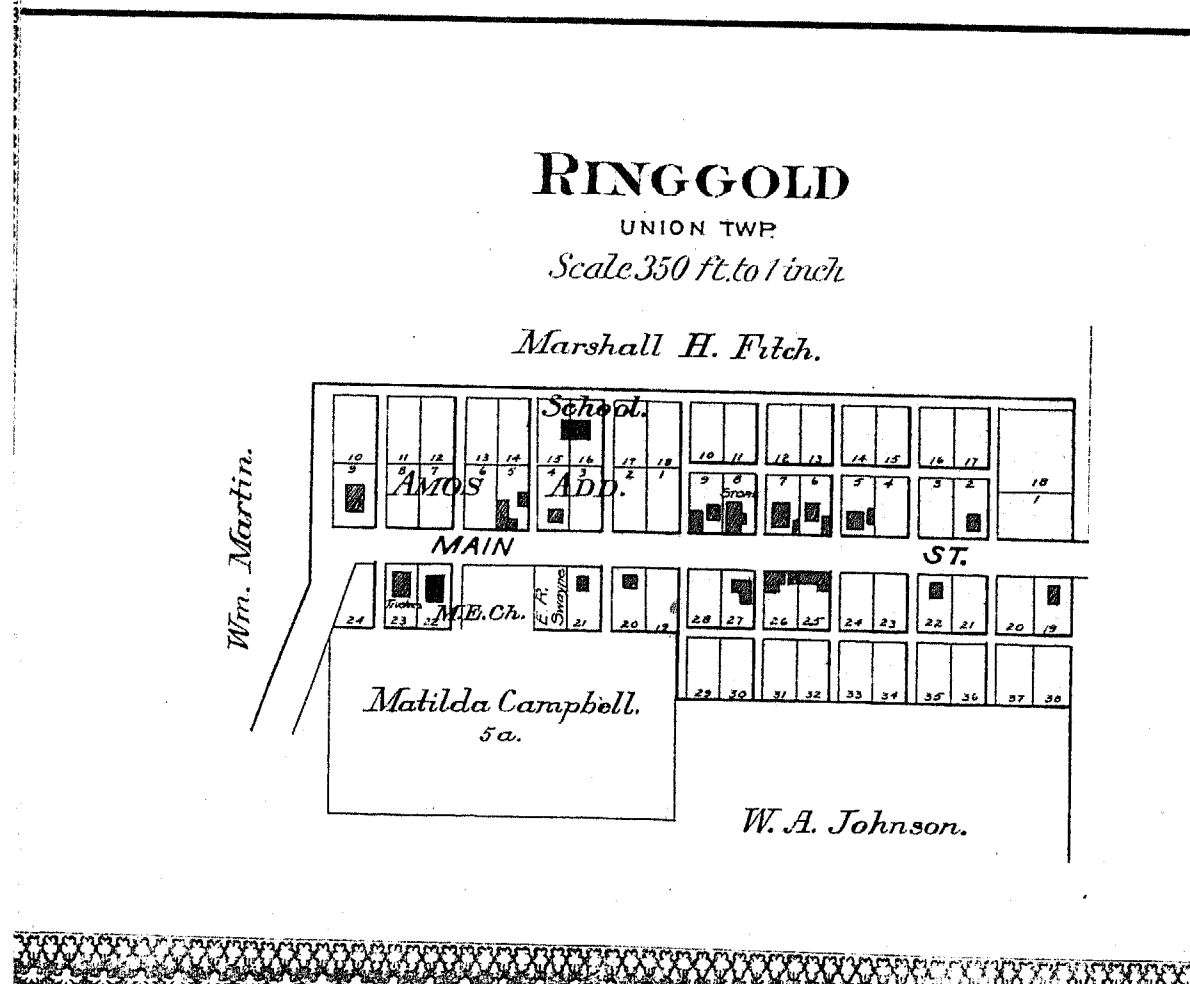 RINGGOLD
UNION TWP.
Scale 350 ft. to 1 inch
Marshall H. Fitch.
Wm. Martin.
School.
10 11 12 13 14 15 16 17 18 10 11 12 13 14 15 16 17 18
9 8 7 6 5 4 3 2 1 9 8 7 6 5 4 3 2 1
AMOS ADD.
Store
MAIN ST.
M.E.Ch.
E. R. Swayne
24 23 22 21 20 19 28 27 26 25 24 23 22 21 20 19
29 30 31 32 33 34 35 36 37 38
Matilda Campbell.
5 a.
W. A. Johnson.